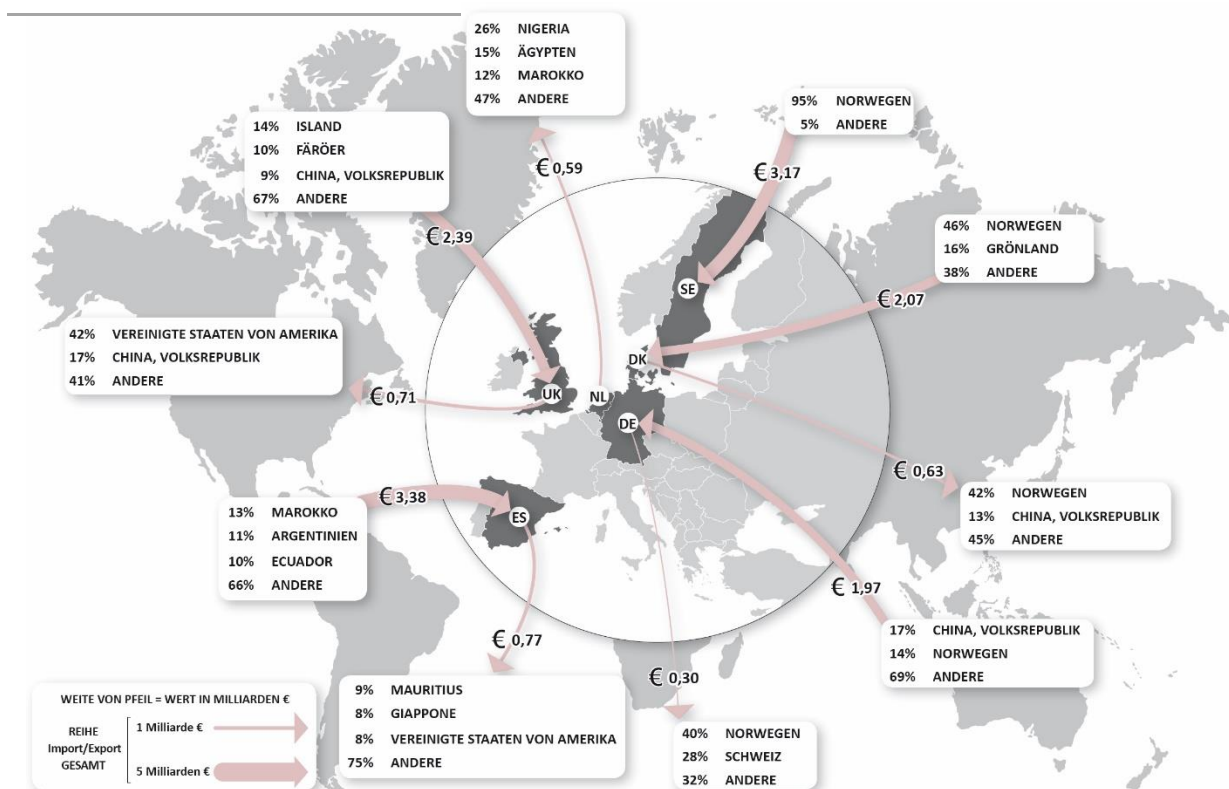 26% NIGERIA
15% ÄGYPTEN
12% MAROKKO
47% ANDERE
€ 0,59
95% NORWEGEN
5% ANDERE
€ 3,17
14% ISLAND
10% FÄRÖER
9% CHINA, VOLKSREPUBLIK
67% ANDERE
€ 2,39
46% NORWEGEN
16% GRÖNLAND
38% ANDERE
€ 2,07
42% VEREINIGTE STAATEN VON AMERIKA
17% CHINA, VOLKSREPUBLIK
41% ANDERE
€ 0,71
SE
DK
UK
NL
DE
ES
€ 0,63
42% NORWEGEN
13% CHINA, VOLKSREPUBLIK
45% ANDERE
€ 3,38
13% MAROKKO
11% ARGENTINIEN
10% ECUADOR
66% ANDERE
€ 1,97
17% CHINA, VOLKSREPUBLIK
14% NORWEGEN
69% ANDERE
€ 0,77
9% MAURITIUS
8% GIAPPONE
8% VEREINIGTE STAATEN VON AMERIKA
75% ANDERE
€ 0,30
40% NORWEGEN
28% SCHWEIZ
32% ANDERE
WEITE VON PFEIL = WERT IN MILLIARDEN €
REIHE
Import/Export
GESAMT
1 Milliarde €
5 Milliarden €